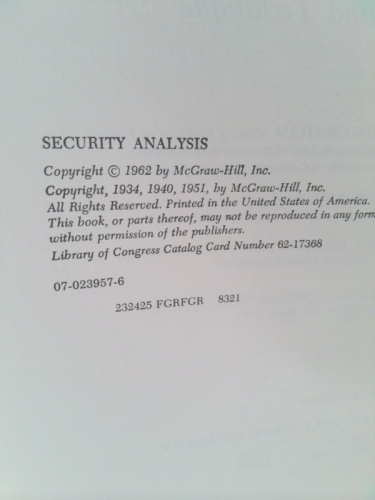 SECURITY ANALYSIS
Copyright © 1962 by McGraw-Hill, Inc.
Copyright, 1934, 1940, 1951, by McGraw-Hill, Inc.
All Rights Reserved. Printed in the United States of America.
This book, or parts thereof, may not be reproduced in any form
without permission of the publishers.
Library of Congress Catalog Card Number 62-17368
07-023957-6
232425 FGRFGR 8321